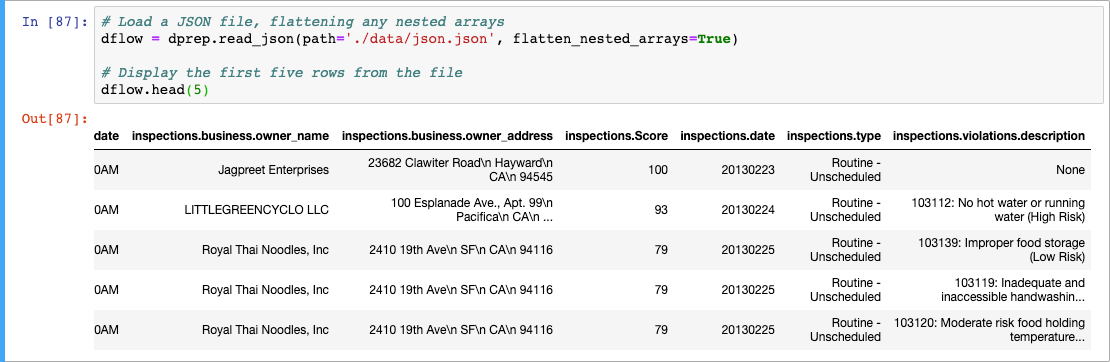 In [87]:
# Load a JSON file, flattening any nested arrays
dflow = dprep.read_json(path='./data/json.json', flatten_nested_arrays=True)
# Display the first five rows from the file
dflow.head(5)
Out[87]:
date inspections.business.owner_name inspections.business.owner_address inspections.Score inspections.date inspections.type inspections.violations.description
0AM Jagpreet Enterprises 23682 Clawiter Road\n Hayward\n CA\n 94545 100 20130223 Routine - Unscheduled None
0AM LITTLEGREENCYCLO LLC 100 Esplanade Ave., Apt. 99\n Pacifica\n CA\n ... 93 20130224 Routine - Unscheduled 103112: No hot water or running water (High Risk)
0AM Royal Thai Noodles, Inc 2410 19th Ave\n SF\n CA\n 94116 79 20130225 Routine - Unscheduled 103139: Improper food storage (Low Risk)
0AM Royal Thai Noodles, Inc 2410 19th Ave\n SF\n CA\n 94116 79 20130225 Routine - Unscheduled 103119: Inadequate and inaccessible handwashin...
0AM Royal Thai Noodles, Inc 2410 19th Ave\n SF\n CA\n 94116 79 20130225 Routine - Unscheduled 103120: Moderate risk food holding temperature...